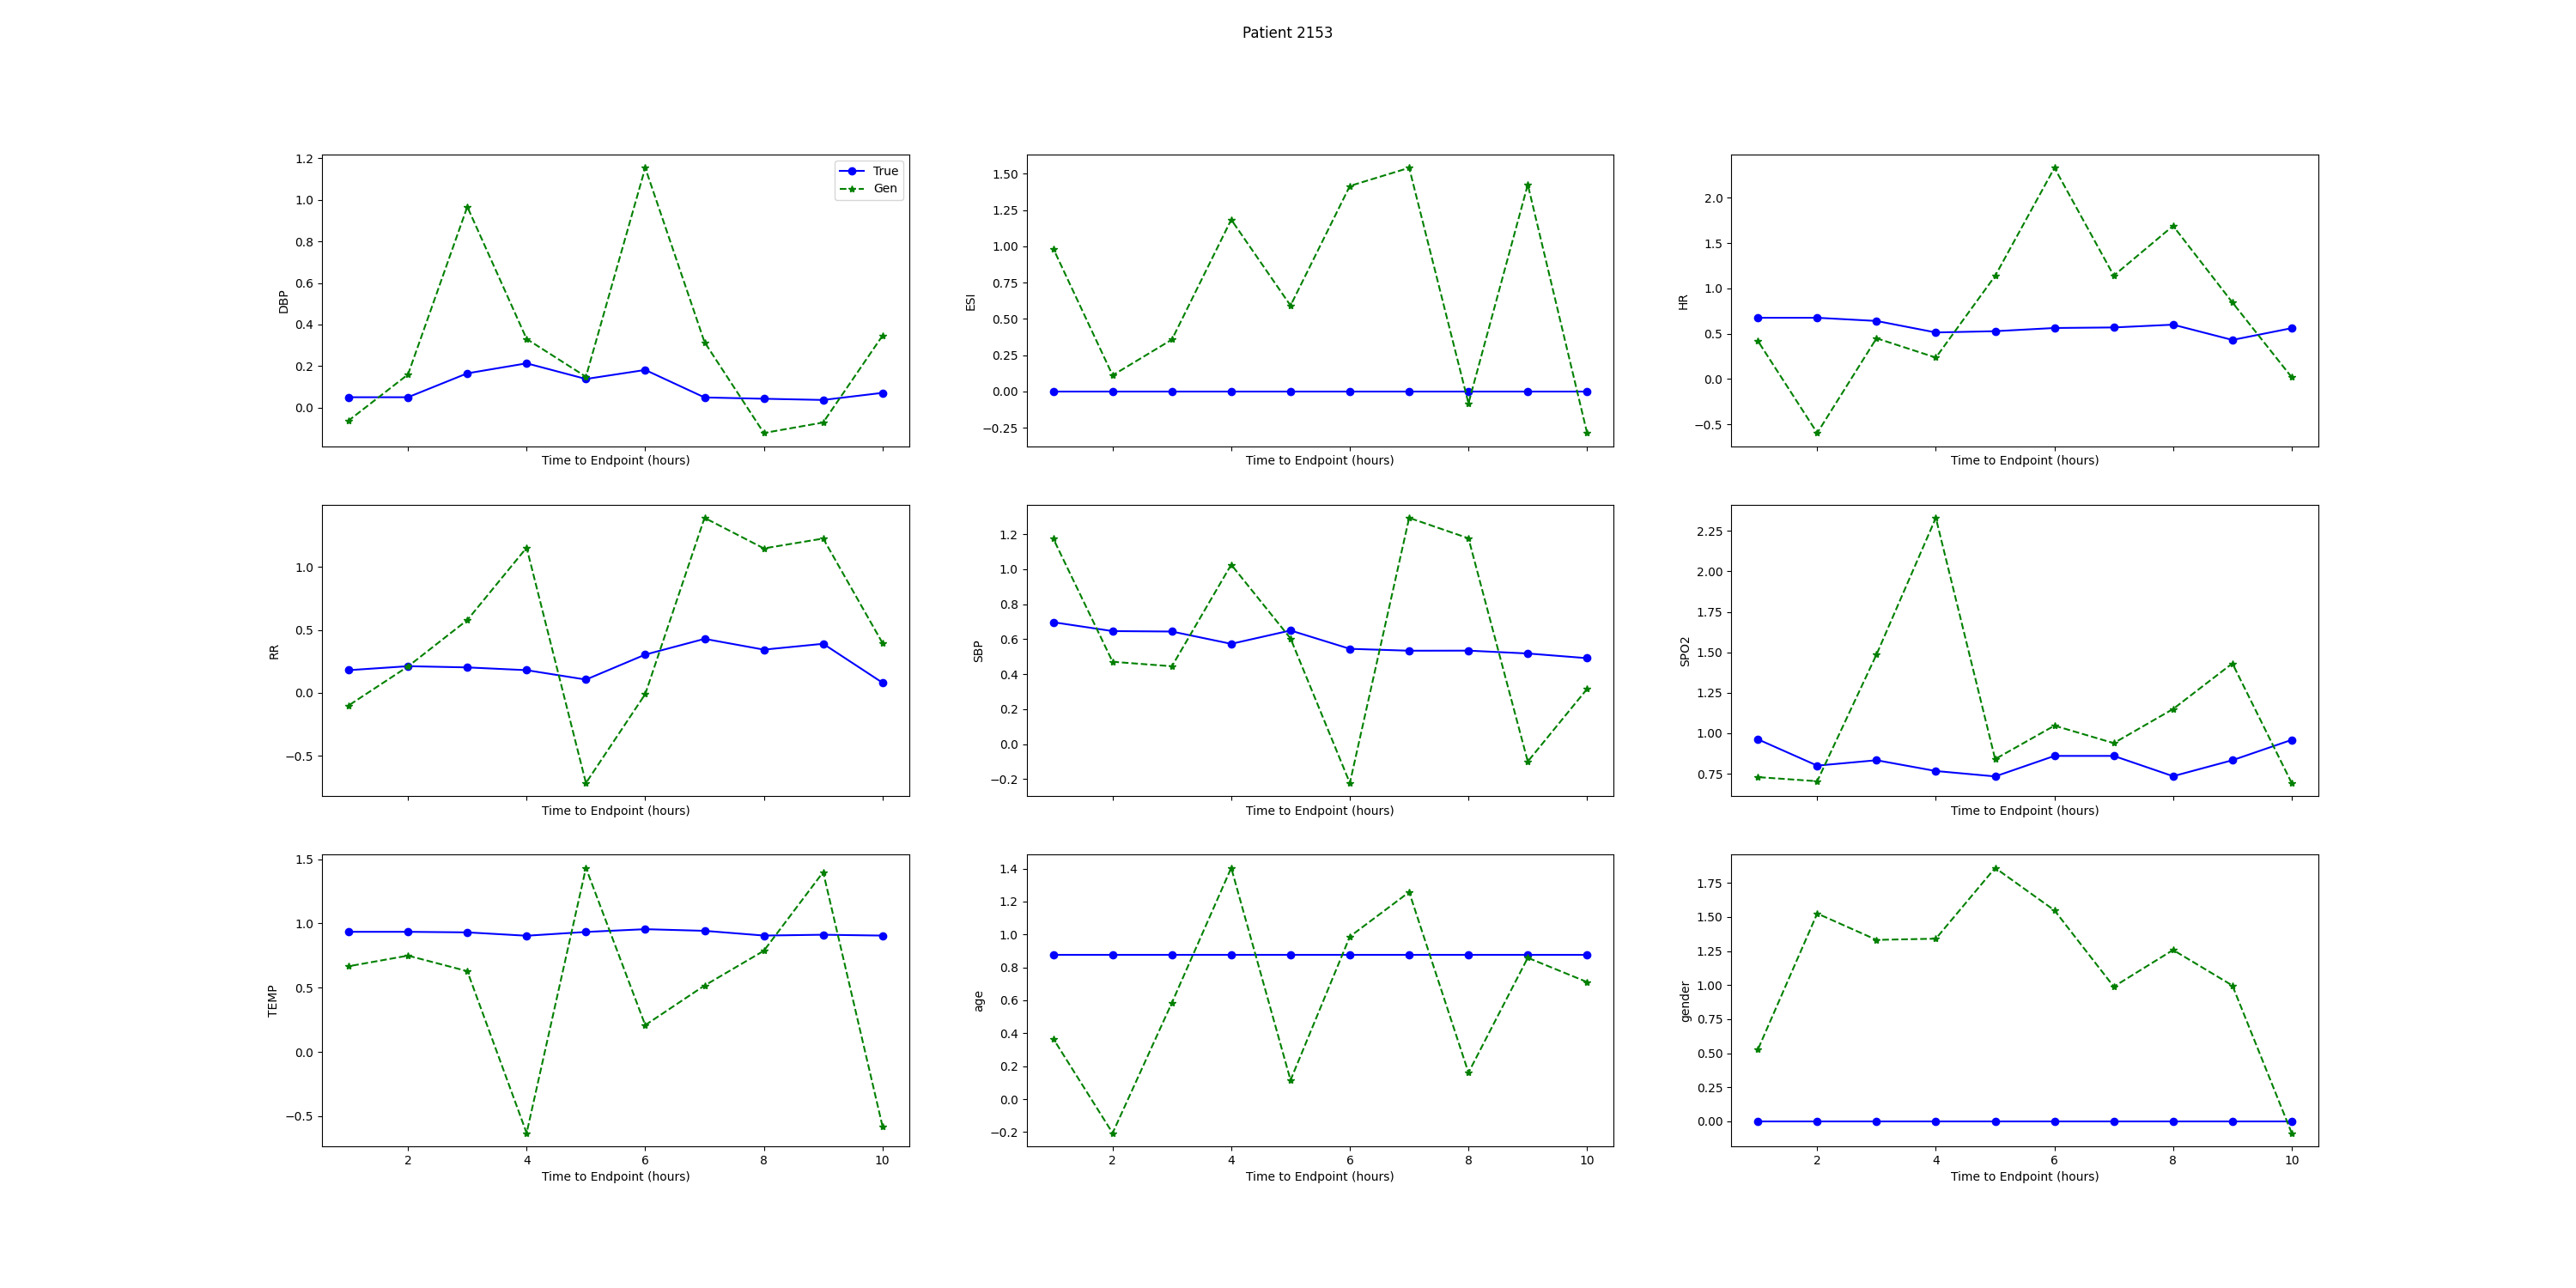 Patient 2153
1.2
1.0
0.8
0.6
0.4
0.2
0.0
DBP
True
Gen
Time to Endpoint (hours)
1.50
1.25
1.00
0.75
0.50
0.25
0.00
−0.25
ESI
Time to Endpoint (hours)
2.0
1.5
1.0
0.5
0.0
−0.5
HR
Time to Endpoint (hours)
1.0
0.5
0.0
−0.5
RR
Time to Endpoint (hours)
1.2
1.0
0.8
0.6
0.4
0.2
0.0
−0.2
SBP
Time to Endpoint (hours)
2.25
2.00
1.75
1.50
1.25
1.00
0.75
SPO2
Time to Endpoint (hours)
1.5
1.0
0.5
0.0
−0.5
TEMP
2 4 6 8 10
Time to Endpoint (hours)
1.4
1.2
1.0
0.8
0.6
0.4
0.2
0.0
−0.2
age
2 4 6 8 10
Time to Endpoint (hours)
1.75
1.50
1.25
1.00
0.75
0.50
0.25
0.00
gender
2 4 6 8 10
Time to Endpoint (hours)